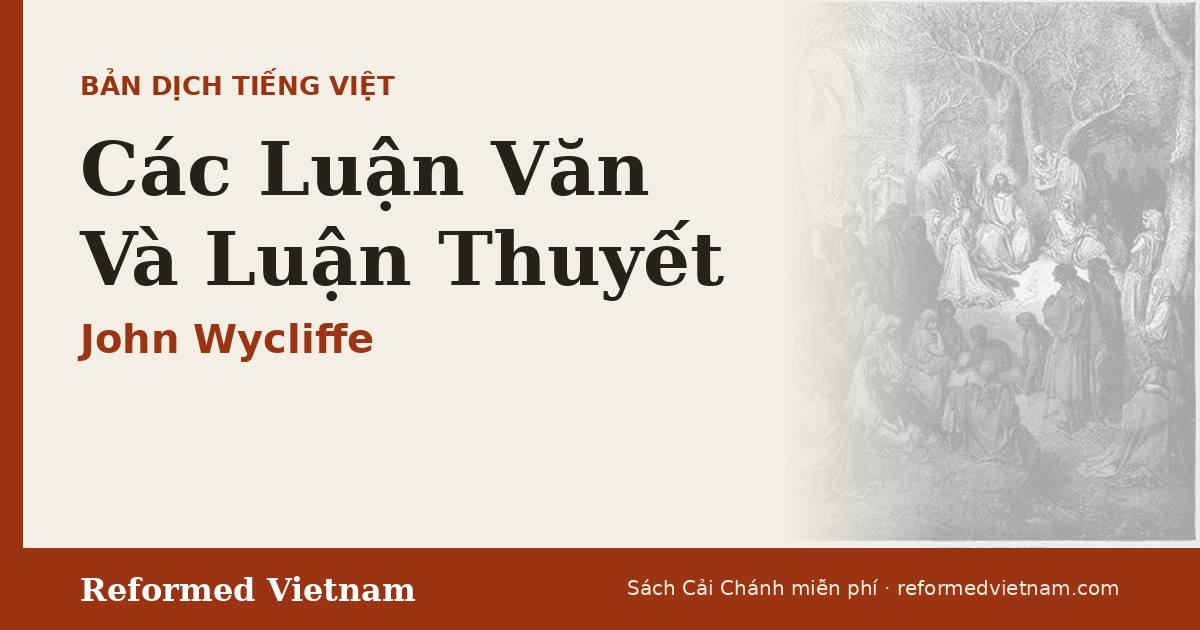 BẢN DỊCH TIẾNG VIỆT
Các Luận Văn
Và Luận Thuyết
John Wycliffe
Reformed Vietnam
Sách Cải Chánh miễn phí · reformedvietnam.com